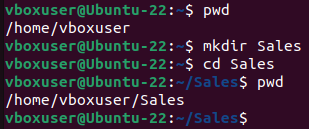 vboxuser@Ubuntu-22:~$ pwd
/home/vboxuser
vboxuser@Ubuntu-22:~$ mkdir Sales
vboxuser@Ubuntu-22:~$ cd Sales
vboxuser@Ubuntu-22:~/Sales$ pwd
/home/vboxuser/Sales
vboxuser@Ubuntu-22:~/Sales$